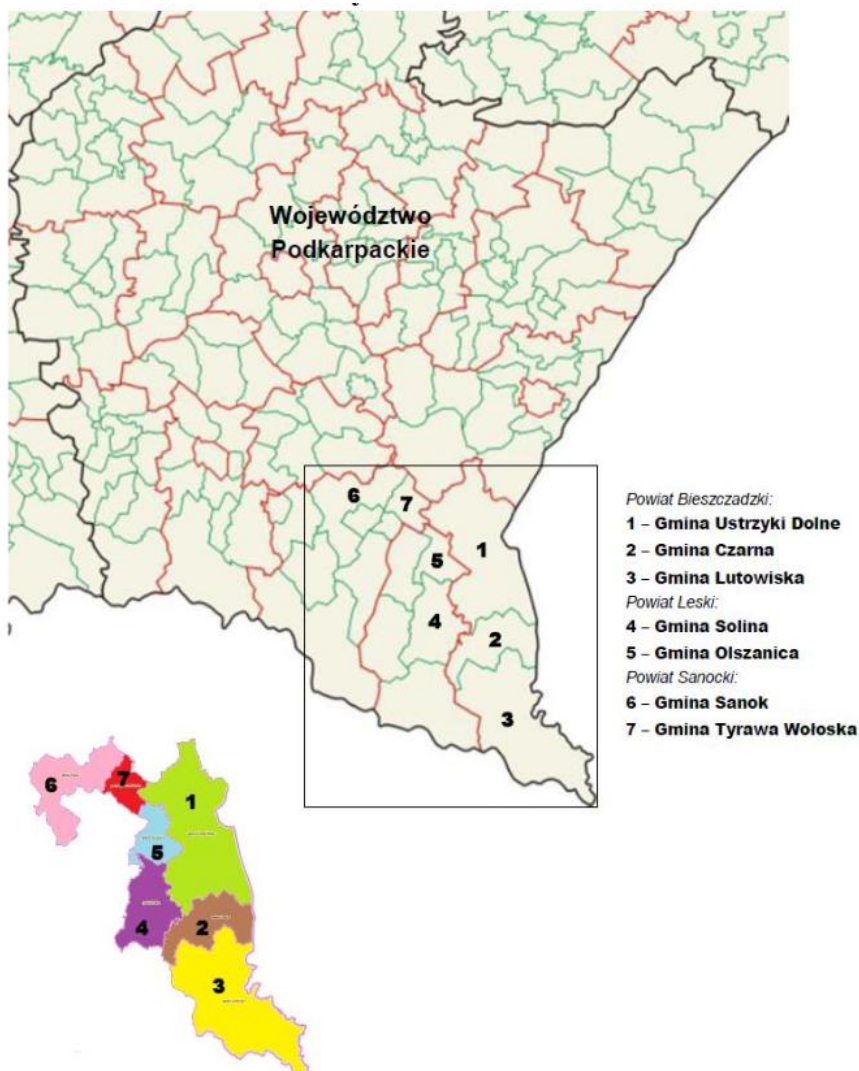 Województwo
Podkarpackie
6
7
1
5
4
2
3
Powiat Bieszczadzki:
1 – Gmina Ustrzyki Dolne
2 – Gmina Czarna
3 – Gmina Lutowiska
Powiat Leski:
4 – Gmina Solina
5 – Gmina Olszanica
Powiat Sanocki:
6 – Gmina Sanok
7 – Gmina Tyrawa Wołoska
6
7
1
5
4
2
3